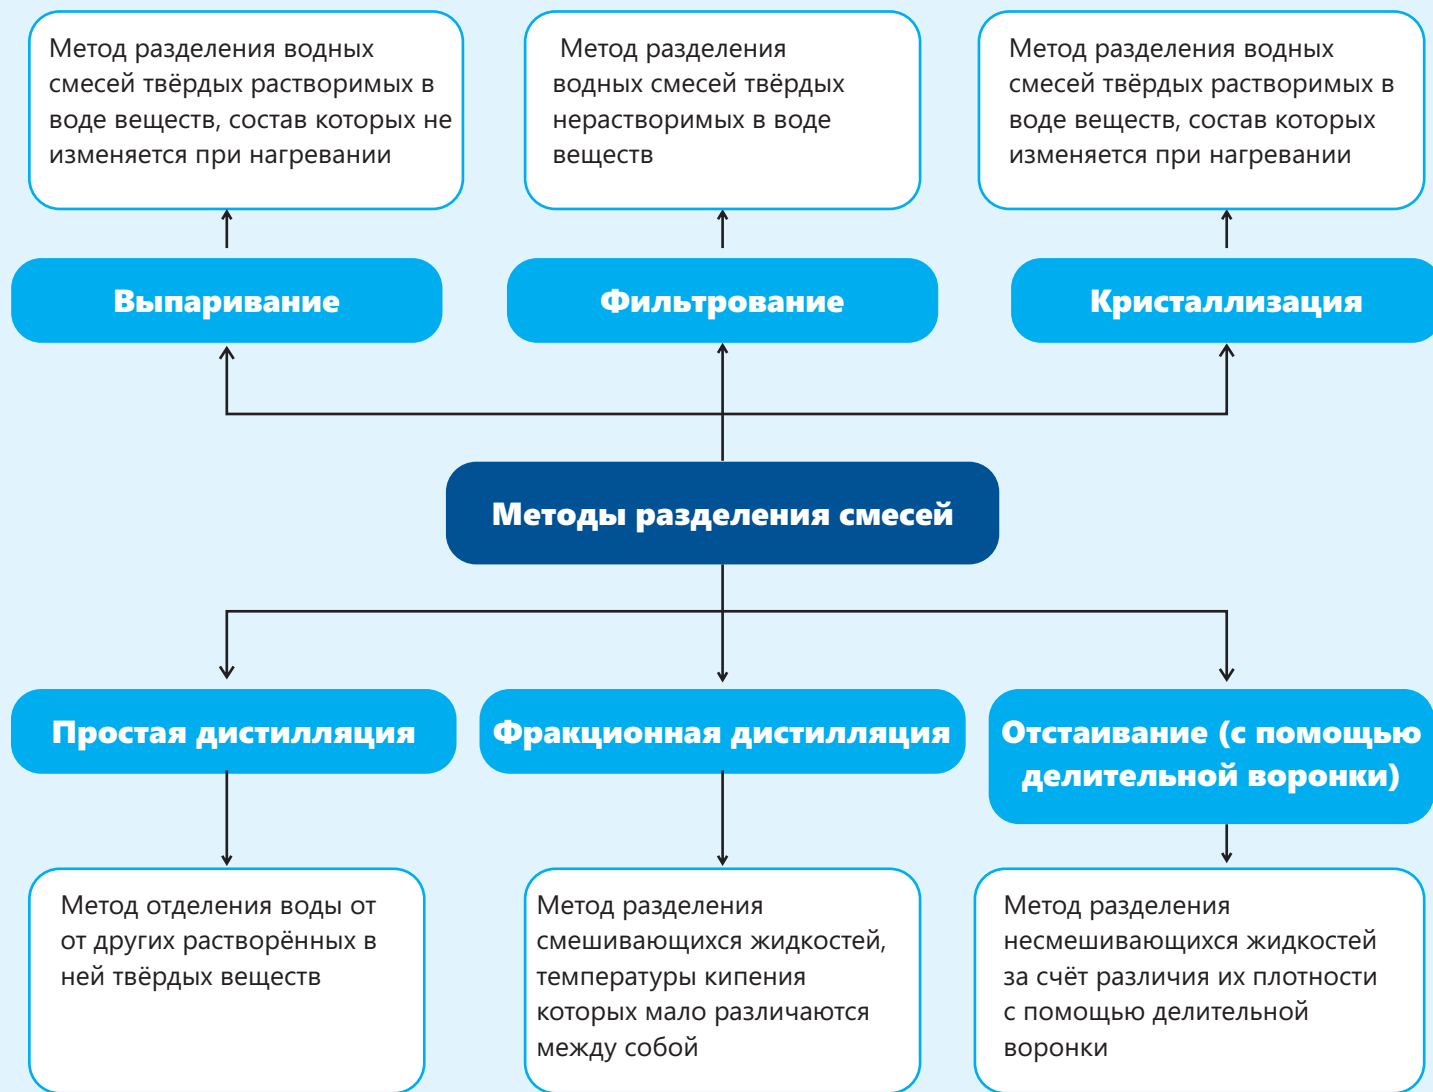 Метод разделения водных
смесей твёрдых растворимых в
воде веществ, состав которых не
изменяется при нагревании
Метод разделения
водных смесей твёрдых
нерастворимых в воде
веществ
Метод разделения водных
смесей твёрдых растворимых в
воде веществ, состав которых
изменяется при нагревании
Выпаривание
Фильтрование
Кристаллизация
Методы разделения смесей
Простая дистилляция
Фракционная дистилляция
Отстаивание (с помощью
делительной воронки)
Метод отделения воды от
от других растворённых в
ней твёрдых веществ
Метод разделения
смешивающихся жидкостей,
температуры кипения
которых мало различаются
между собой
Метод разделения
несмешивающихся жидкостей
за счёт различия их плотности
с помощью делительной
воронки